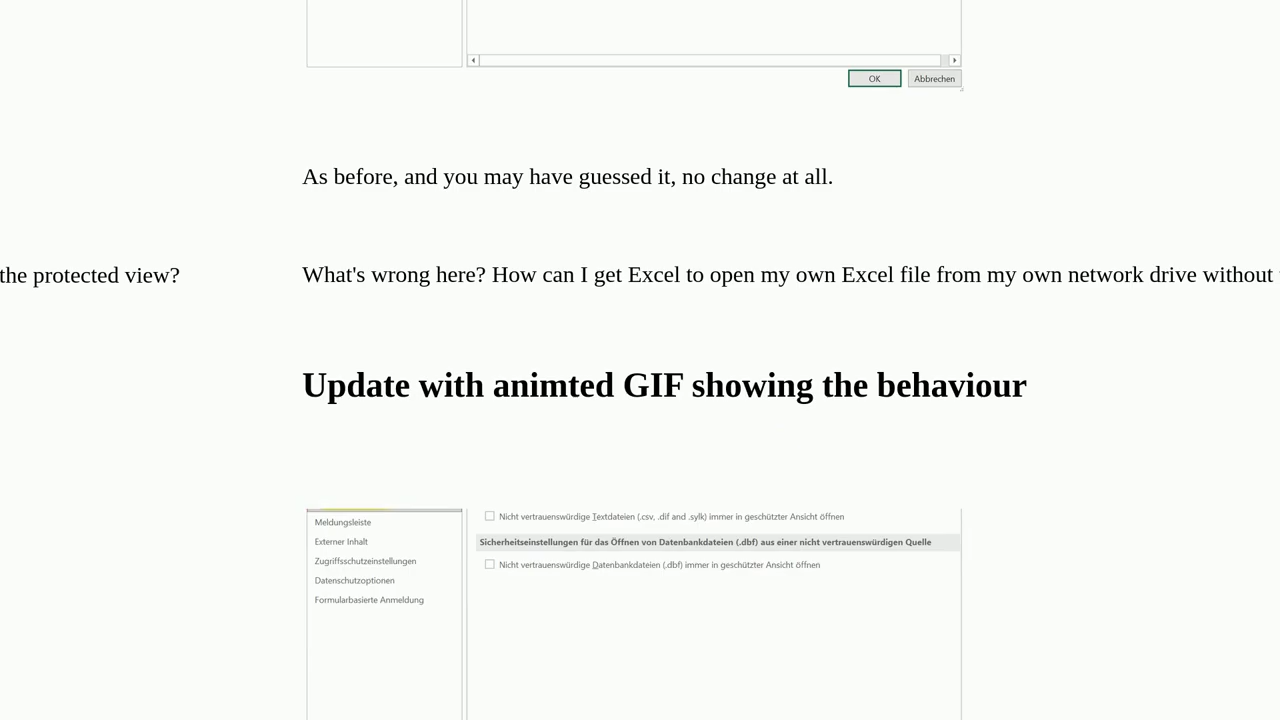 OK
Abbrechen
As before, and you may have guessed it, no change at all.
the protected view?
What's wrong here? How can I get Excel to open my own Excel file from my own network drive without
Update with animted GIF showing the behaviour
Nicht vertrauenswürdige Textdateien (.csv, .dif and .sylk) immer in geschützter Ansicht öffnen
Meldungsleiste
Externer Inhalt
Sicherheitseinstellungen für das Öffnen von Datenbankdateien (.dbf) aus einer nicht vertrauenswürdigen Quelle
Zugriffsschutzeinstellungen
Nicht vertrauenswürdige Datenbankdateien (.dbf) immer in geschützter Ansicht öffnen
Datenschutzoptionen
Formularbasierte Anmeldung